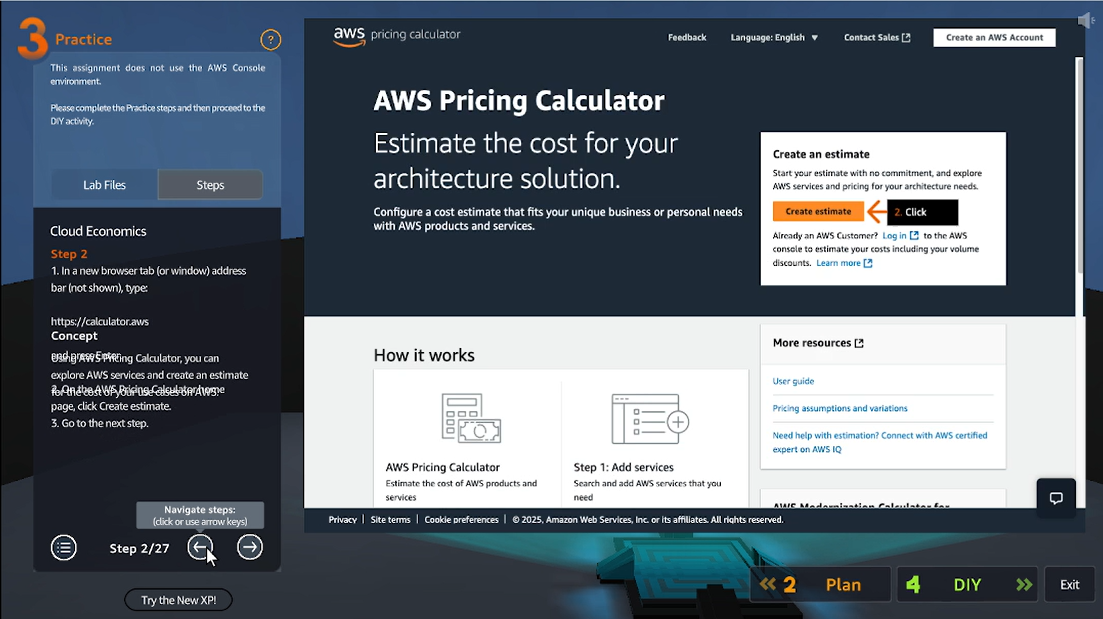 3 Practice
?
This assignment does not use the AWS Console
environment.
Please complete the Practice steps and then proceed to the
DIY activity.
Lab Files
Steps
Cloud Economics
Step 2
1. In a new browser tab (or window) address
bar (not shown), type:
https://calculator.aws
Concept
and press Enter.
Using AWS Pricing Calculator, you can
explore AWS services and create an estimate
2. On the AWS Pricing Calculator home
for the cost of your use cases on AWS.
page, click Create estimate.
3. Go to the next step.
Navigate steps:
(click or use arrow keys)
Step 2/27
Try the New XP!
aws pricing calculator
Feedback
Language: English
Contact Sales
Create an AWS Account
AWS Pricing Calculator
Estimate the cost for your
architecture solution.
Configure a cost estimate that fits your unique business or personal needs
with AWS products and services.
Create an estimate
Start your estimate with no commitment, and explore
AWS services and pricing for your architecture needs.
Create estimate
2. Click
Already an AWS Customer? Log in to the AWS
console to estimate your costs including your volume
discounts. Learn more
How it works
AWS Pricing Calculator
Estimate the cost of AWS products and
services
Step 1: Add services
Search and add AWS services that you
need
More resources
User guide
Pricing assumptions and variations
Need help with estimation? Connect with AWS certified
expert on AWS IQ
AWS Modernization Calculator for
Privacy | Site terms | Cookie preferences | © 2025, Amazon Web Services, Inc. or its affiliates. All rights reserved.
2 Plan
4 DIY
Exit